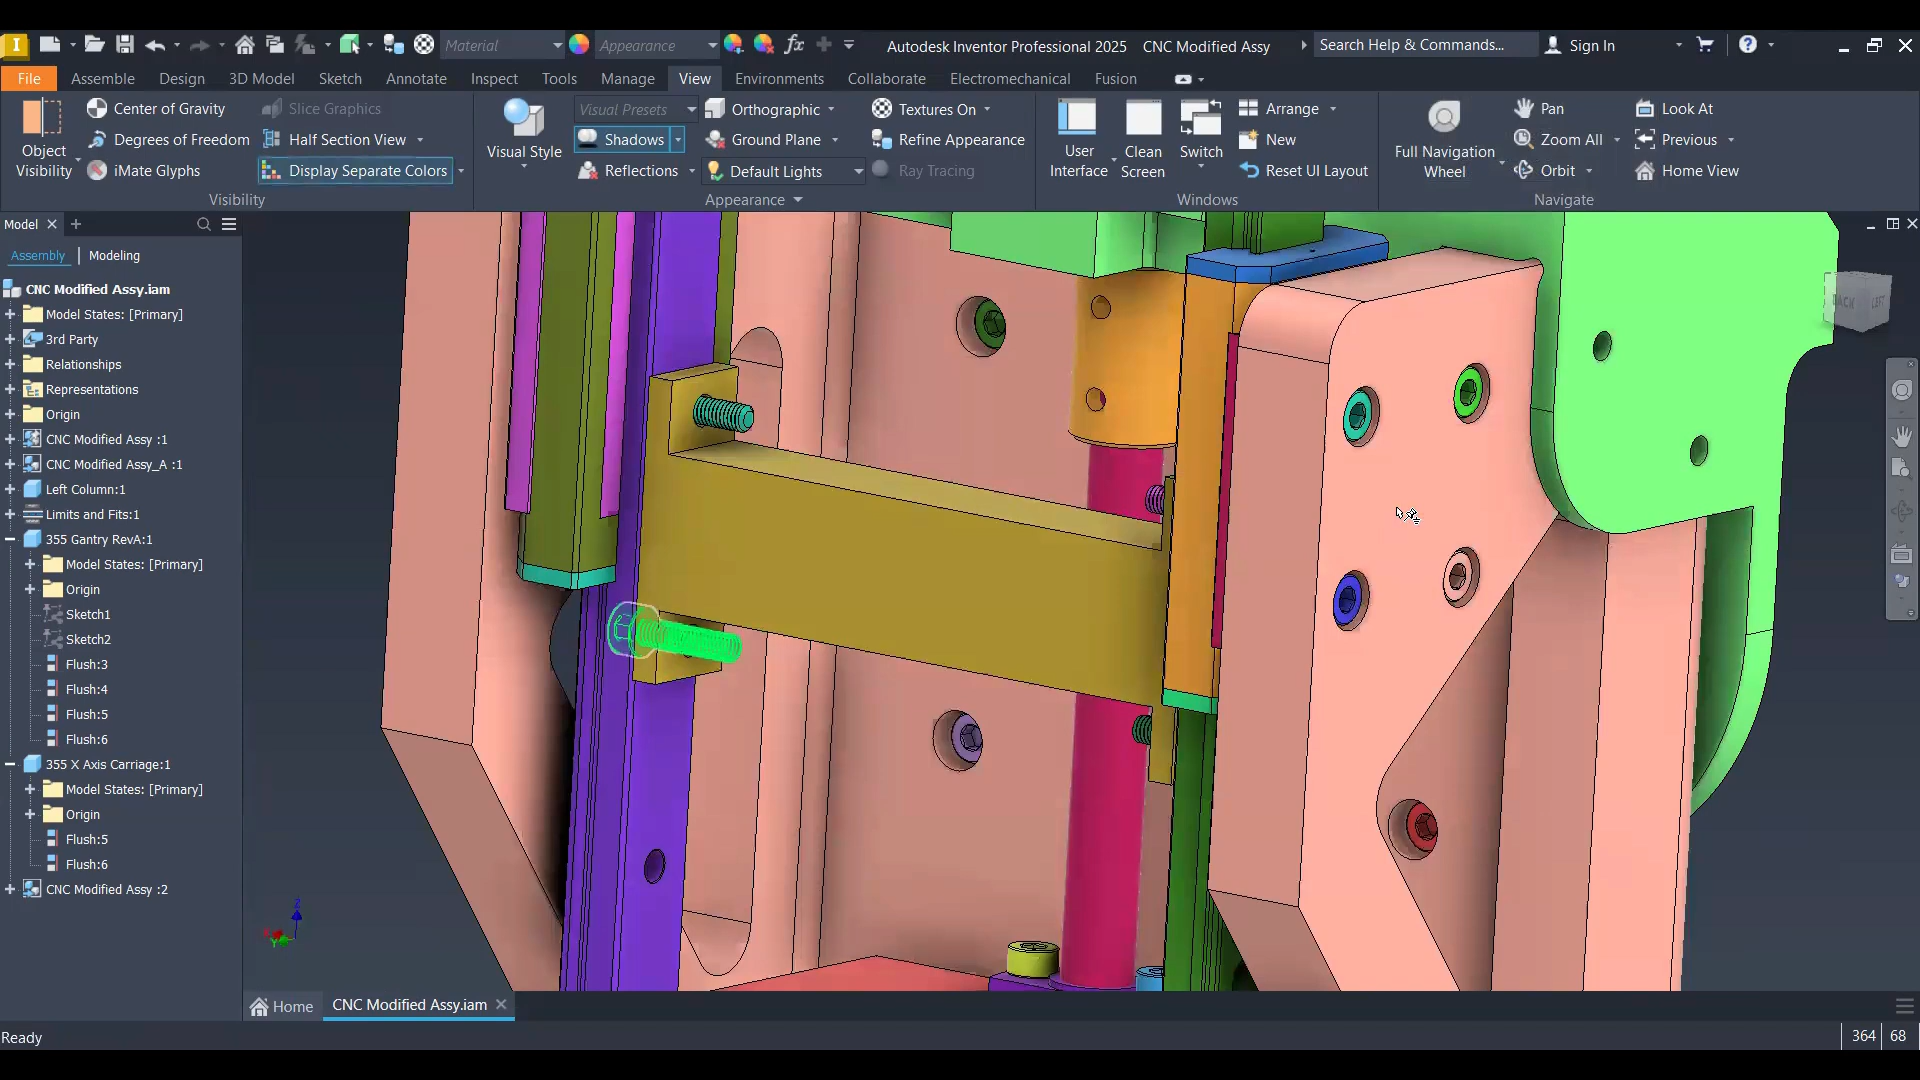 Material
Appearance
fx
Autodesk Inventor Professional 2025 CNC Modified Assy
Search Help & Commands...
Sign In
File Assemble Design 3D Model Sketch Annotate Inspect Tools Manage View Environments Collaborate Electromechanical Fusion
Object Visibility
Center of Gravity
Degrees of Freedom
iMate Glyphs
Slice Graphics
Half Section View
Display Separate Colors
Visibility
Visual Style
Visual Presets
Shadows
Reflections
Orthographic
Ground Plane
Default Lights
Textures On
Refine Appearance
Ray Tracing
Appearance
User Interface
Clean Screen
Switch
Arrange
New
Reset UI Layout
Windows
Full Navigation Wheel
Pan
Zoom All
Orbit
Look At
Previous
Home View
Navigate
Model
Assembly Modeling
CNC Modified Assy.iam
Model States: [Primary]
3rd Party
Relationships
Representations
Origin
CNC Modified Assy :1
CNC Modified Assy_A :1
Left Column:1
Limits and Fits:1
355 Gantry RevA:1
Model States: [Primary]
Origin
Sketch1
Sketch2
Flush:3
Flush:4
Flush:5
Flush:6
355 X Axis Carriage:1
Model States: [Primary]
Origin
Flush:5
Flush:6
CNC Modified Assy :2
BACK LEFT
Z
Home
CNC Modified Assy.iam
Ready
364 68